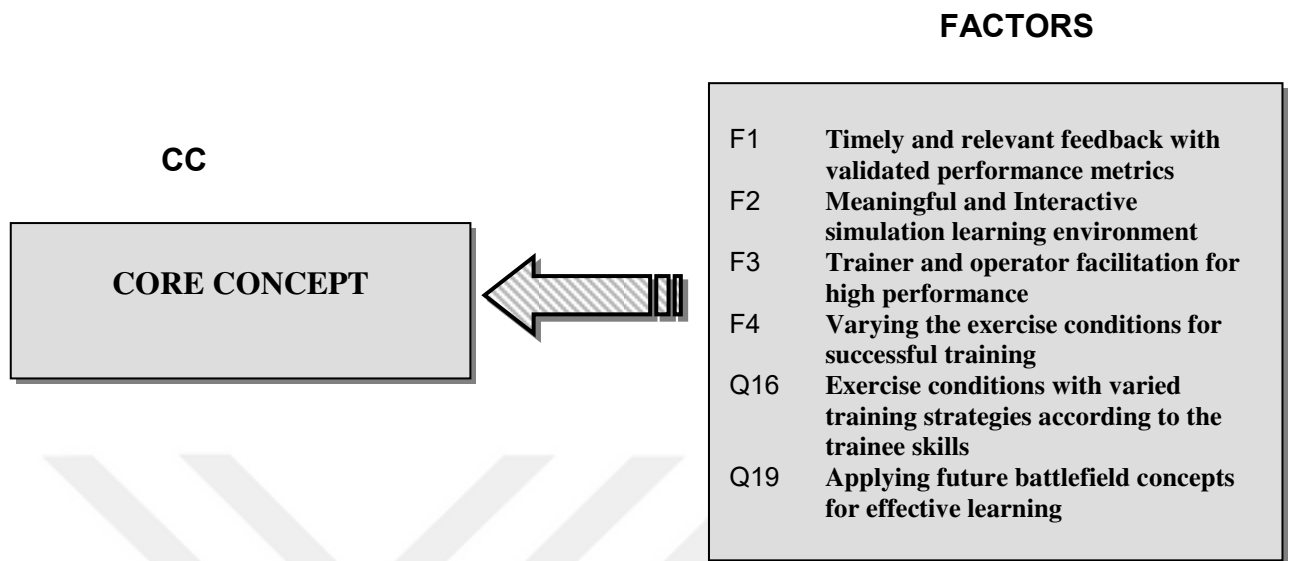 FACTORS
CC
CORE CONCEPT
F1 Timely and relevant feedback with
validated performance metrics
F2 Meaningful and Interactive
simulation learning environment
F3 Trainer and operator facilitation for
high performance
F4 Varying the exercise conditions for
successful training
Q16 Exercise conditions with varied
training strategies according to the
trainee skills
Q19 Applying future battlefield concepts
for effective learning